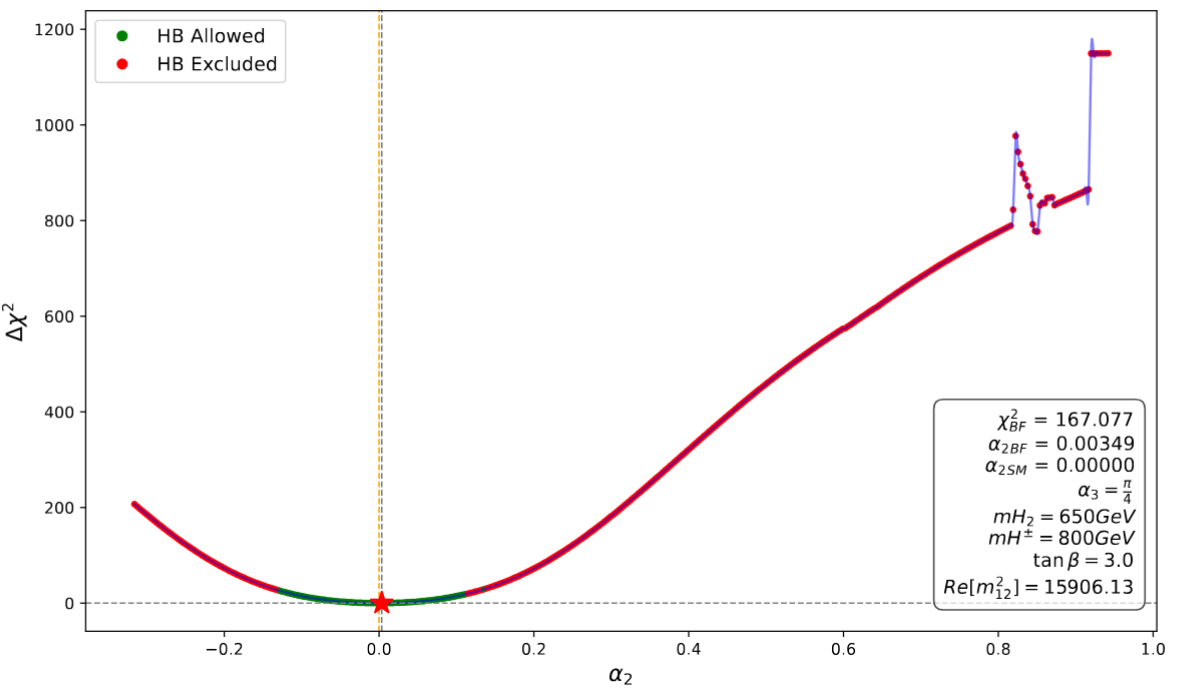 HB Allowed
HB Excluded
1200
1000
800
600
400
200
0
Δχ²
−0.2
0.0
0.2
0.4
0.6
0.8
1.0
α₂
χ²_BF = 167.077
α₂BF = 0.00349
α₂SM = 0.00000
α₃ = π/4
mH₂ = 650GeV
mH^± = 800GeV
tan β = 3.0
Re[m²₁₂] = 15906.13